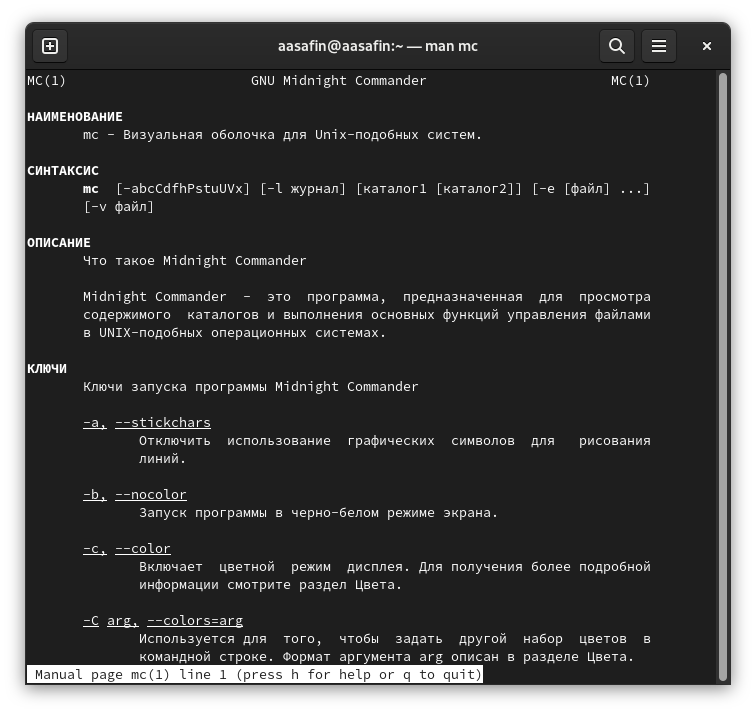 aasafin@aasafin:~ — man mc
MC(1) GNU Midnight Commander MC(1)
НАИМЕНОВАНИЕ
mc - Визуальная оболочка для Unix-подобных систем.
СИНТАКСИС
mc [-abcCdfhPstuUVx] [-l журнал] [каталог1 [каталог2]] [-e [файл] ...]
[-v файл]
ОПИСАНИЕ
Что такое Midnight Commander
Midnight Commander - это программа, предназначенная для просмотра
содержимого каталогов и выполнения основных функций управления файлами
в UNIX-подобных операционных системах.
КЛЮЧИ
Ключи запуска программы Midnight Commander
-a, --stickchars
Отключить использование графических символов для рисования
линий.
-b, --nocolor
Запуск программы в черно-белом режиме экрана.
-c, --color
Включает цветной режим дисплея. Для получения более подробной
информации смотрите раздел Цвета.
-C arg, --colors=arg
Используется для того, чтобы задать другой набор цветов в
командной строке. Формат аргумента arg описан в разделе Цвета.
Manual page mc(1) line 1 (press h for help or q to quit)